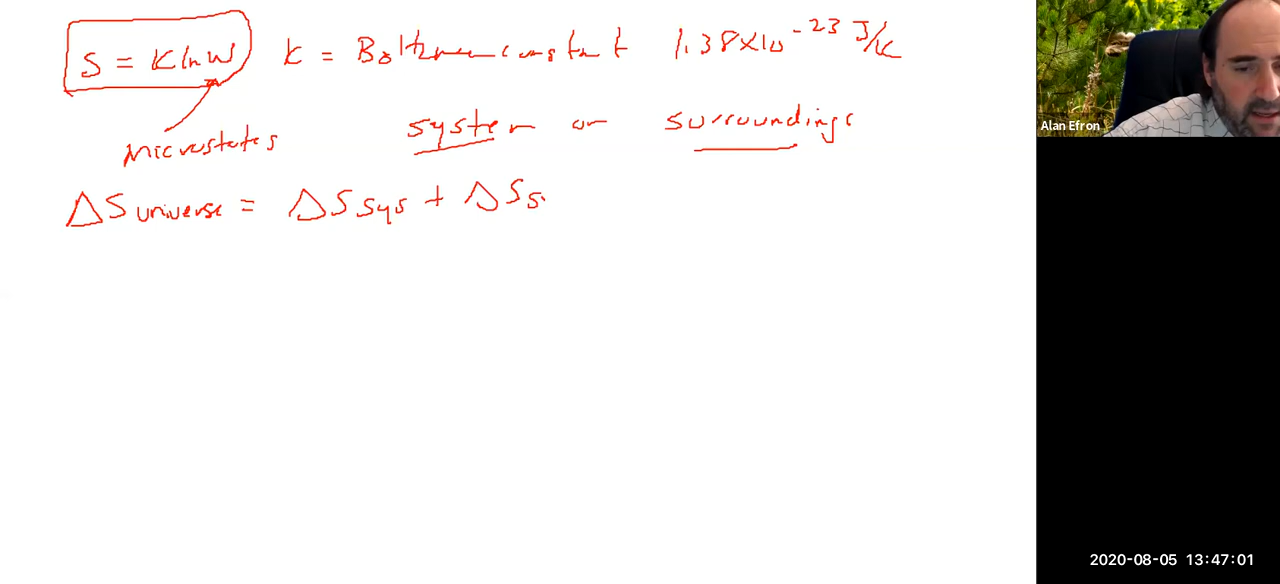 S = K ln W K = Boltzman constant 1.38×10⁻²³ J/K
Microstates system or surroundings
ΔS universe = ΔS sys + ΔS s
Alan Efron
2020-08-05 13:47:01